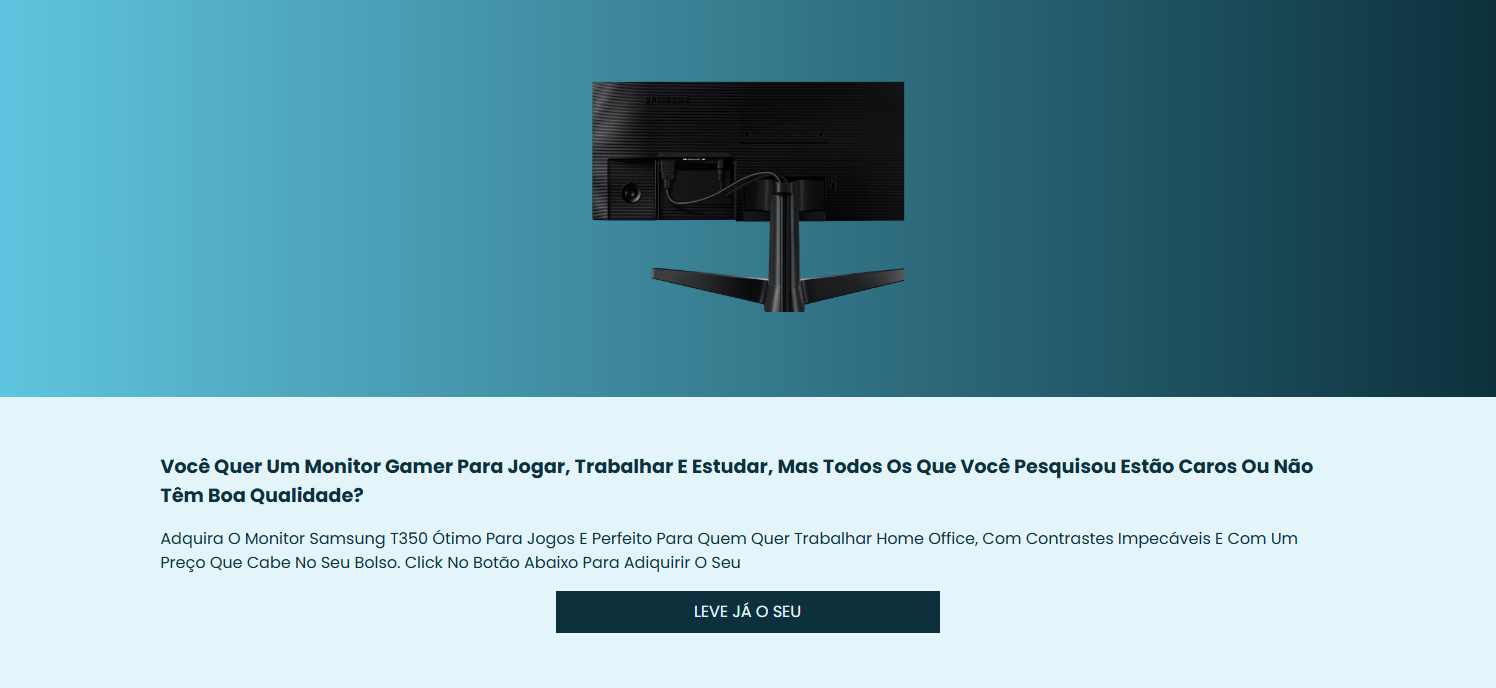 SAMSUNG
Você Quer Um Monitor Gamer Para Jogar, Trabalhar E Estudar, Mas Todos Os Que Você Pesquisou Estão Caros Ou Não
Têm Boa Qualidade?
Adquira O Monitor Samsung T350 Ótimo Para Jogos E Perfeito Para Quem Quer Trabalhar Home Office, Com Contrastes Impecáveis E Com Um
Preço Que Cabe No Seu Bolso. Click No Botão Abaixo Para Adiquirir O Seu
LEVE JÁ O SEU